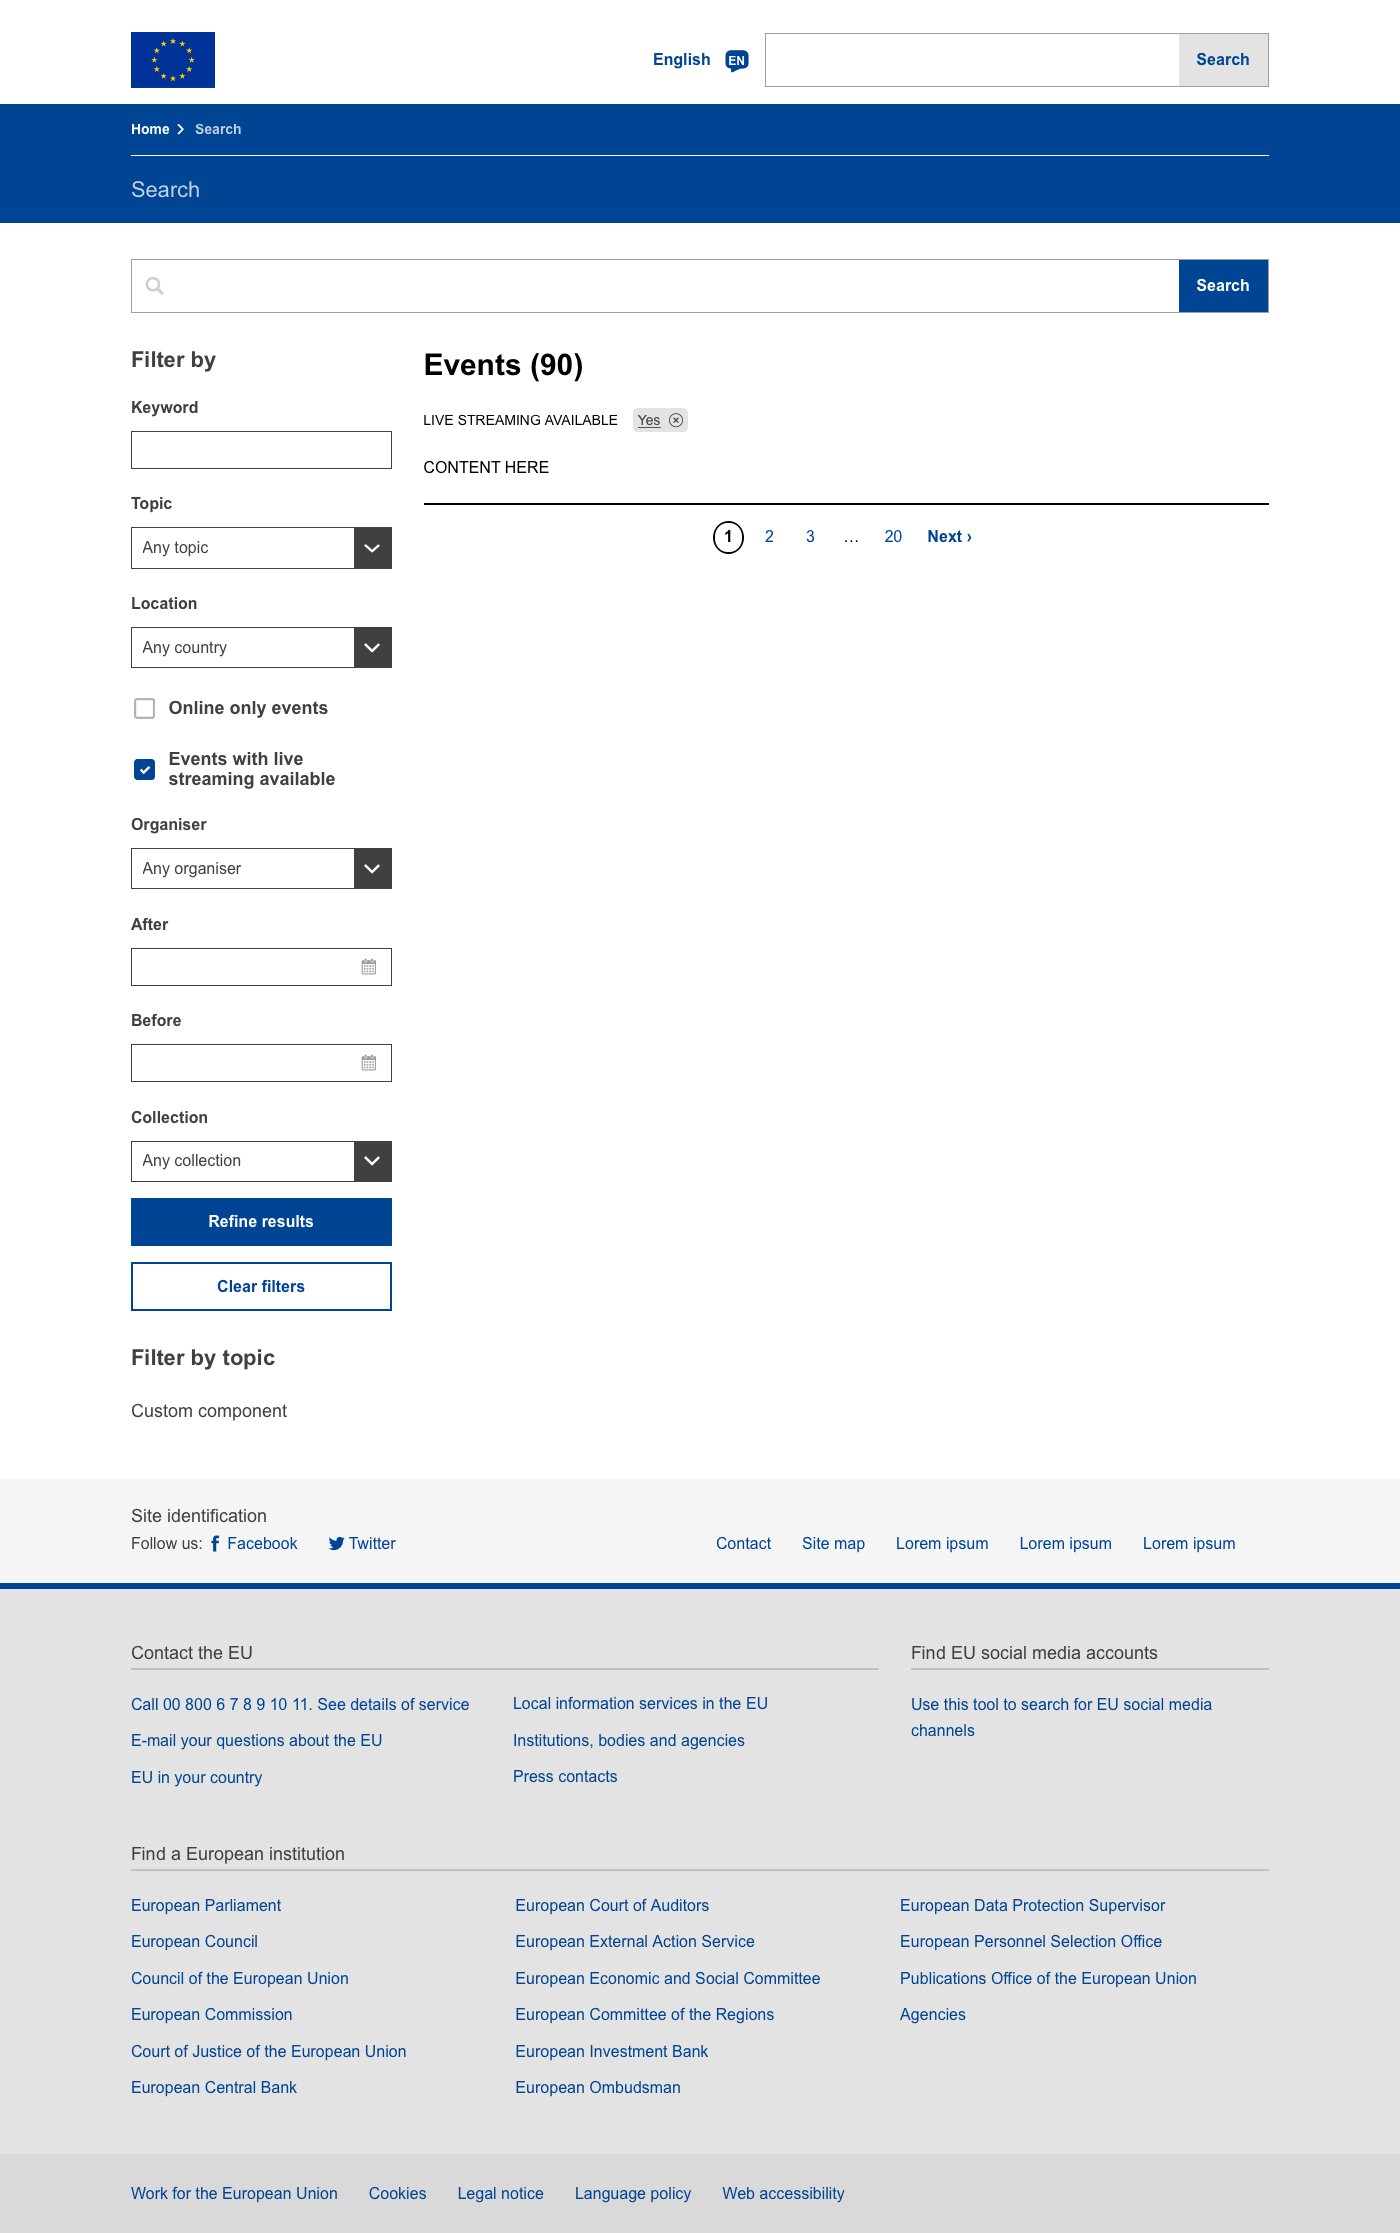 English EN Search
Home Search
Search
Search
Filter by
Keyword
Topic
Any topic
Location
Any country
Online only events
Events with live
streaming available
Organiser
Any organiser
After
Before
Collection
Any collection
Refine results
Clear filters
Filter by topic
Custom component
Events (90)
LIVE STREAMING AVAILABLE Yes
CONTENT HERE
1 2 3 … 20 Next ›
Site identification
Follow us: Facebook Twitter
Contact Site map Lorem ipsum Lorem ipsum Lorem ipsum
Contact the EU
Call 00 800 6 7 8 9 10 11. See details of service
E-mail your questions about the EU
EU in your country
Local information services in the EU
Institutions, bodies and agencies
Press contacts
Find EU social media accounts
Use this tool to search for EU social media
channels
Find a European institution
European Parliament
European Council
Council of the European Union
European Commission
Court of Justice of the European Union
European Central Bank
European Court of Auditors
European External Action Service
European Economic and Social Committee
European Committee of the Regions
European Investment Bank
European Ombudsman
European Data Protection Supervisor
European Personnel Selection Office
Publications Office of the European Union
Agencies
Work for the European Union Cookies Legal notice Language policy Web accessibility